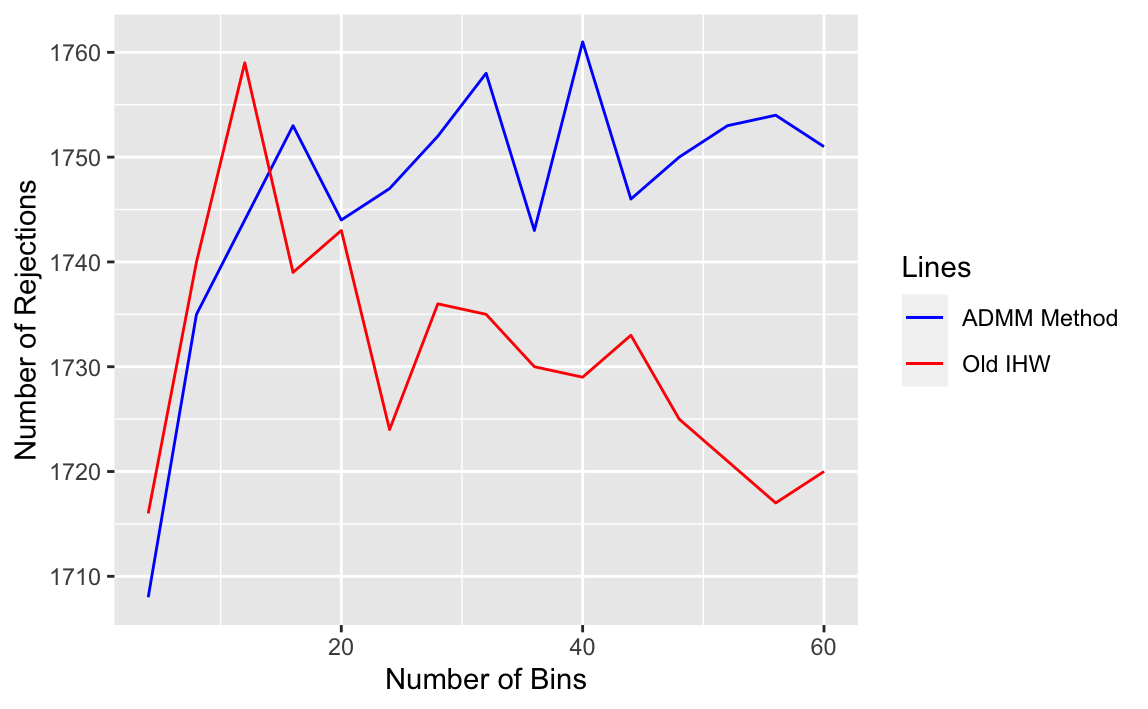 1760
1750
1740
1730
1720
1710
Number of Rejections
20 40 60
Number of Bins
Lines
ADMM Method
Old IHW